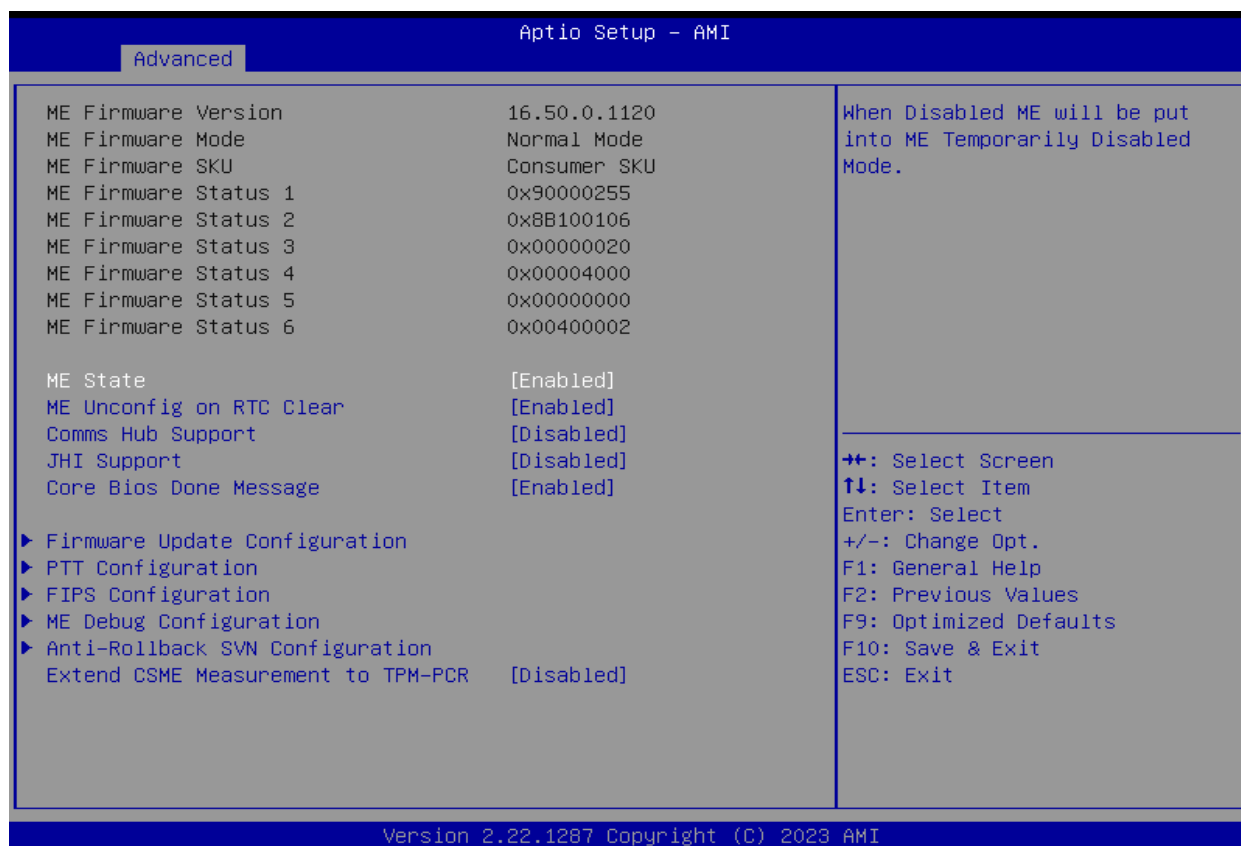 Aptio Setup – AMI
Advanced
ME Firmware Version 16.50.0.1120
ME Firmware Mode Normal Mode
ME Firmware SKU Consumer SKU
ME Firmware Status 1 0x90000255
ME Firmware Status 2 0x8B100106
ME Firmware Status 3 0x00000020
ME Firmware Status 4 0x00004000
ME Firmware Status 5 0x00000000
ME Firmware Status 6 0x00400002
ME State [Enabled]
ME Unconfig on RTC Clear [Enabled]
Comms Hub Support [Disabled]
JHI Support [Disabled]
Core Bios Done Message [Enabled]
Firmware Update Configuration
PTT Configuration
FIPS Configuration
ME Debug Configuration
Anti-Rollback SVN Configuration
Extend CSME Measurement to TPM-PCR [Disabled]
When Disabled ME will be put
into ME Temporarily Disabled
Mode.
→←: Select Screen
↑↓: Select Item
Enter: Select
+/-: Change Opt.
F1: General Help
F2: Previous Values
F9: Optimized Defaults
F10: Save & Exit
ESC: Exit
Version 2.22.1287 Copyright (C) 2023 AMI